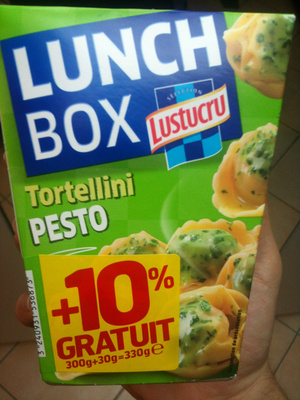 LUNCH
BOX
SÉLECTION
Lustucru
Tortellini
PESTO
+10%
GRATUIT
300g+30g=330g℮